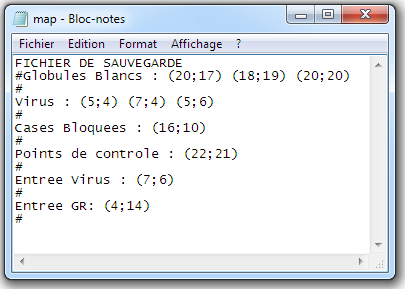 map - Bloc-notes
Fichier Edition Format Affichage ?
FICHIER DE SAUVEGARDE
#Globules Blancs : (20;17) (18;19) (20;20)
#
Virus : (5;4) (7;4) (5;6)
#
Cases Bloquees : (16;10)
#
Points de controle : (22;21)
#
Entree Virus : (7;6)
#
Entree GR: (4;14)
#